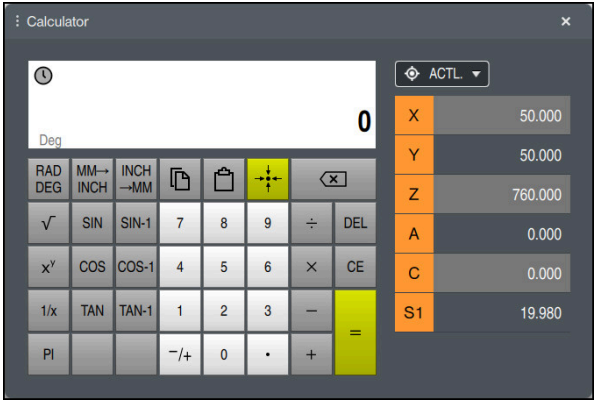 Calculator ×
ACTL.
0
Deg
X 50.000
Y 50.000
Z 760.000
A 0.000
C 0.000
S1 19.980
RAD DEG
MM→ INCH
INCH →MM
√ SIN SIN-1 7 8 9 ÷ DEL
xʸ COS COS-1 4 5 6 × CE
1/x TAN TAN-1 1 2 3 − =
PI −/+ 0 • +